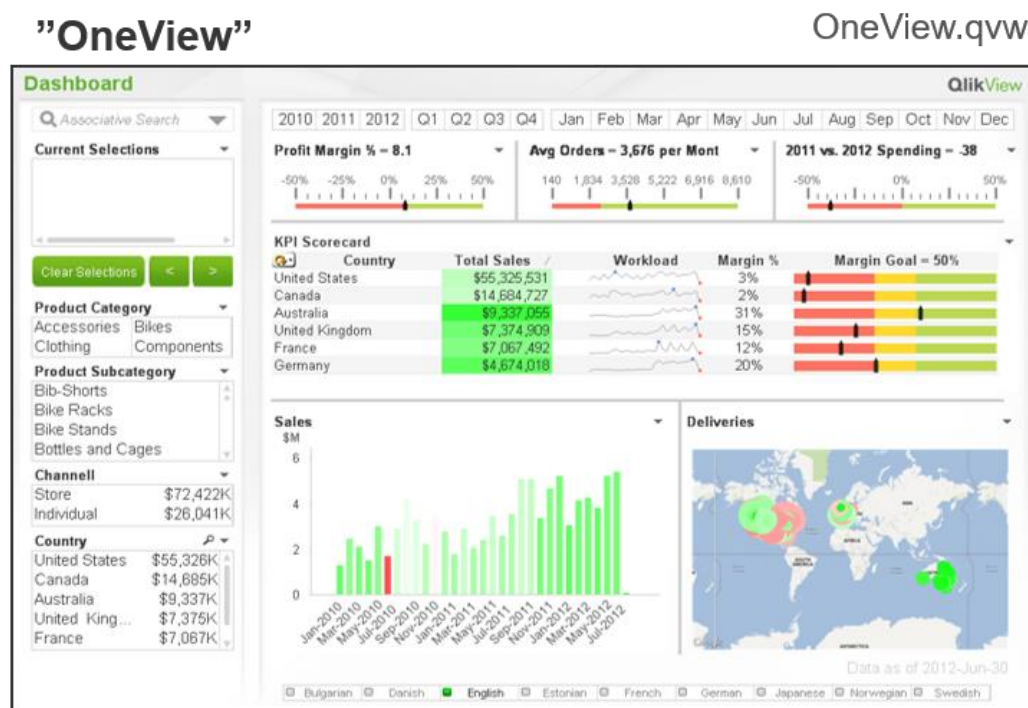 ”OneView”
OneView.qvw
Dashboard
QlikView
Associative Search
2010 2011 2012 Q1 Q2 Q3 Q4 Jan Feb Mar Apr May Jun Jul Aug Sep Oct Nov Dec
Current Selections
Profit Margin % – 8.1
Avg Orders – 3,676 per Mont
2011 vs. 2012 Spending – -38
-50% -25% 0% 25% 50%
140 1,834 3,528 5,222 6,916 8,610
-50% 0% 50%
Clear Selections < >
KPI Scorecard
Country Total Sales / Workload Margin % Margin Goal = 50%
United States $55,325,531 3%
Canada $14,684,727 2%
Australia $9,337,055 31%
United Kingdom $7,374,909 15%
France $7,067,492 12%
Germany $4,674,018 20%
Product Category
Accessories Bikes
Clothing Components
Product Subcategory
Bib-Shorts
Bike Racks
Bike Stands
Bottles and Cages
Channell
Store $72,422K
Individual $26,041K
Country
United States $55,326K
Canada $14,685K
Australia $9,337K
United King... $7,375K
France $7,067K
Sales
$M
6
4
2
0
Jan-2010 Mar-2010 May-2010 Jul-2010 Sep-2010 Nov-2010 Jan-2011 Mar-2011 May-2011 Jul-2011 Sep-2011 Nov-2011 Jan-2012 Mar-2012 May-2012 Jul-2012
Deliveries
ASIA
AFRICA
SOUTH
AMERICA
ANTARCTICA
Google
Data as of 2012-Jun-30
Bulgarian Danish English Estonian French German Japanese Norwegian Swedish